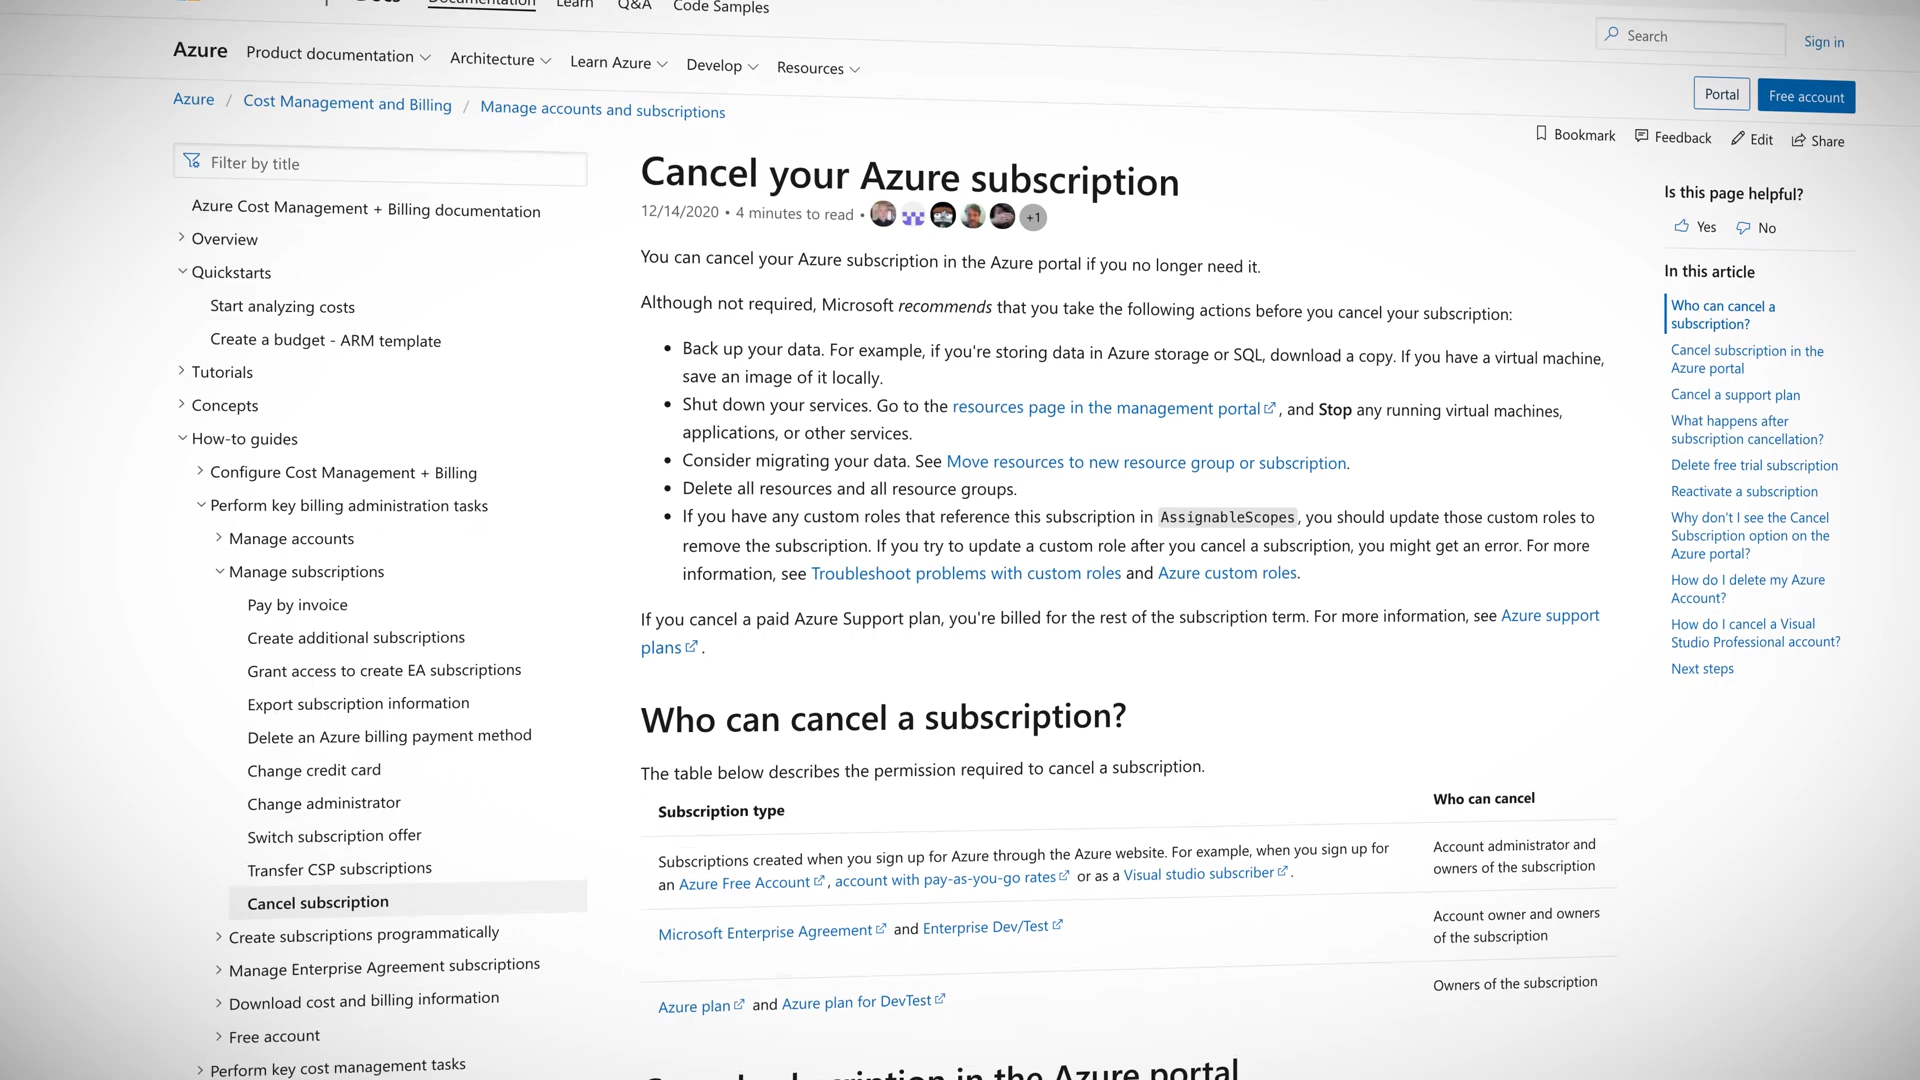 Documentation Learn Q&A Code Samples
Azure Product documentation Architecture Learn Azure Develop Resources
Search Sign in
Portal Free account
Azure / Cost Management and Billing / Manage accounts and subscriptions
Bookmark Feedback Edit Share
Filter by title
Azure Cost Management + Billing documentation
Overview
Quickstarts
Start analyzing costs
Create a budget - ARM template
Tutorials
Concepts
How-to guides
Configure Cost Management + Billing
Perform key billing administration tasks
Manage accounts
Manage subscriptions
Pay by invoice
Create additional subscriptions
Grant access to create EA subscriptions
Export subscription information
Delete an Azure billing payment method
Change credit card
Change administrator
Switch subscription offer
Transfer CSP subscriptions
Cancel subscription
Create subscriptions programmatically
Manage Enterprise Agreement subscriptions
Download cost and billing information
Free account
Perform key cost management tasks
Cancel your Azure subscription
12/14/2020 • 4 minutes to read • +1
You can cancel your Azure subscription in the Azure portal if you no longer need it.
Although not required, Microsoft recommends that you take the following actions before you cancel your subscription:
• Back up your data. For example, if you're storing data in Azure storage or SQL, download a copy. If you have a virtual machine,
save an image of it locally.
• Shut down your services. Go to the resources page in the management portal , and Stop any running virtual machines,
applications, or other services.
• Consider migrating your data. See Move resources to new resource group or subscription.
• Delete all resources and all resource groups.
• If you have any custom roles that reference this subscription in AssignableScopes, you should update those custom roles to
remove the subscription. If you try to update a custom role after you cancel a subscription, you might get an error. For more
information, see Troubleshoot problems with custom roles and Azure custom roles.
If you cancel a paid Azure Support plan, you're billed for the rest of the subscription term. For more information, see Azure support
plans .
Who can cancel a subscription?
The table below describes the permission required to cancel a subscription.
Subscription type Who can cancel
Subscriptions created when you sign up for Azure through the Azure website. For example, when you sign up for
an Azure Free Account , account with pay-as-you-go rates or as a Visual studio subscriber .
Account administrator and
owners of the subscription
Microsoft Enterprise Agreement and Enterprise Dev/Test
Account owner and owners
of the subscription
Azure plan and Azure plan for DevTest
Owners of the subscription
subscription in the Azure portal
Is this page helpful?
Yes No
In this article
Who can cancel a
subscription?
Cancel subscription in the
Azure portal
Cancel a support plan
What happens after
subscription cancellation?
Delete free trial subscription
Reactivate a subscription
Why don't I see the Cancel
Subscription option on the
Azure portal?
How do I delete my Azure
Account?
How do I cancel a Visual
Studio Professional account?
Next steps